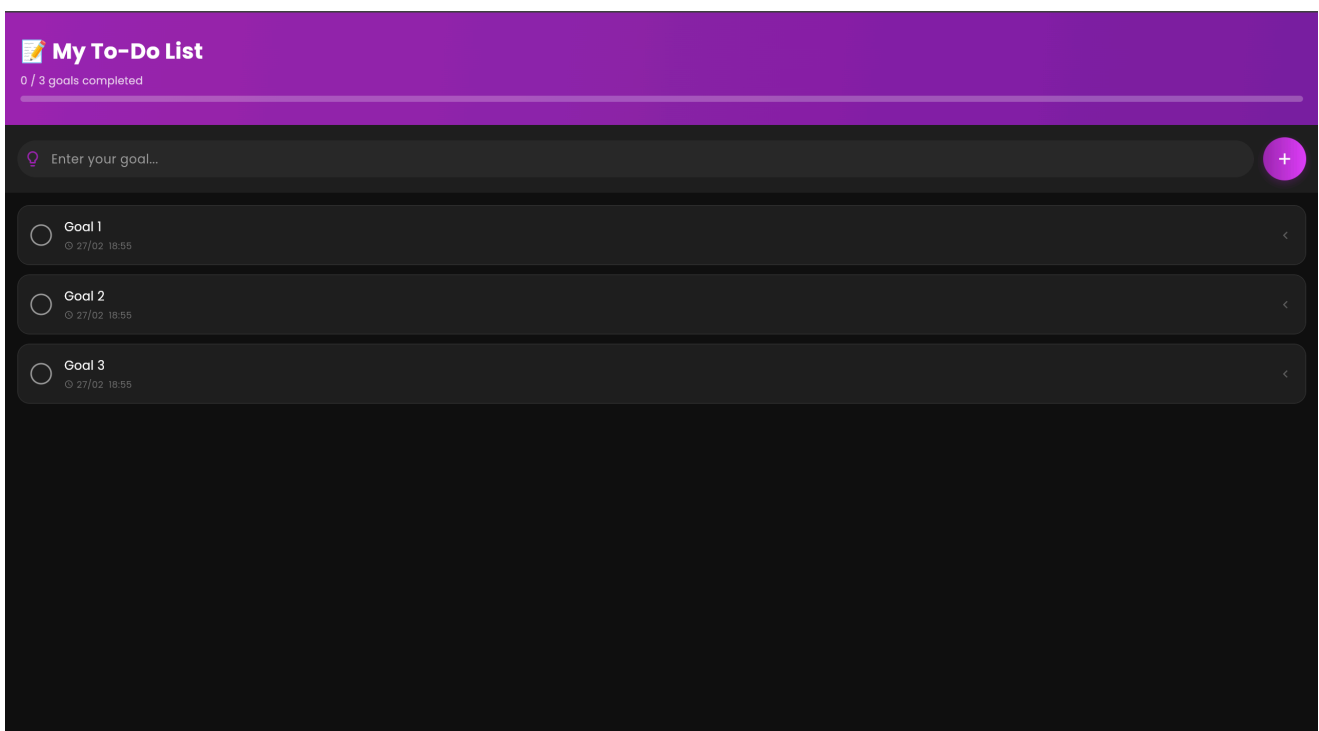 📝 My To-Do List
0 / 3 goals completed
Enter your goal...
+
Goal 1
27/02 18:55
Goal 2
27/02 18:55
Goal 3
27/02 18:55